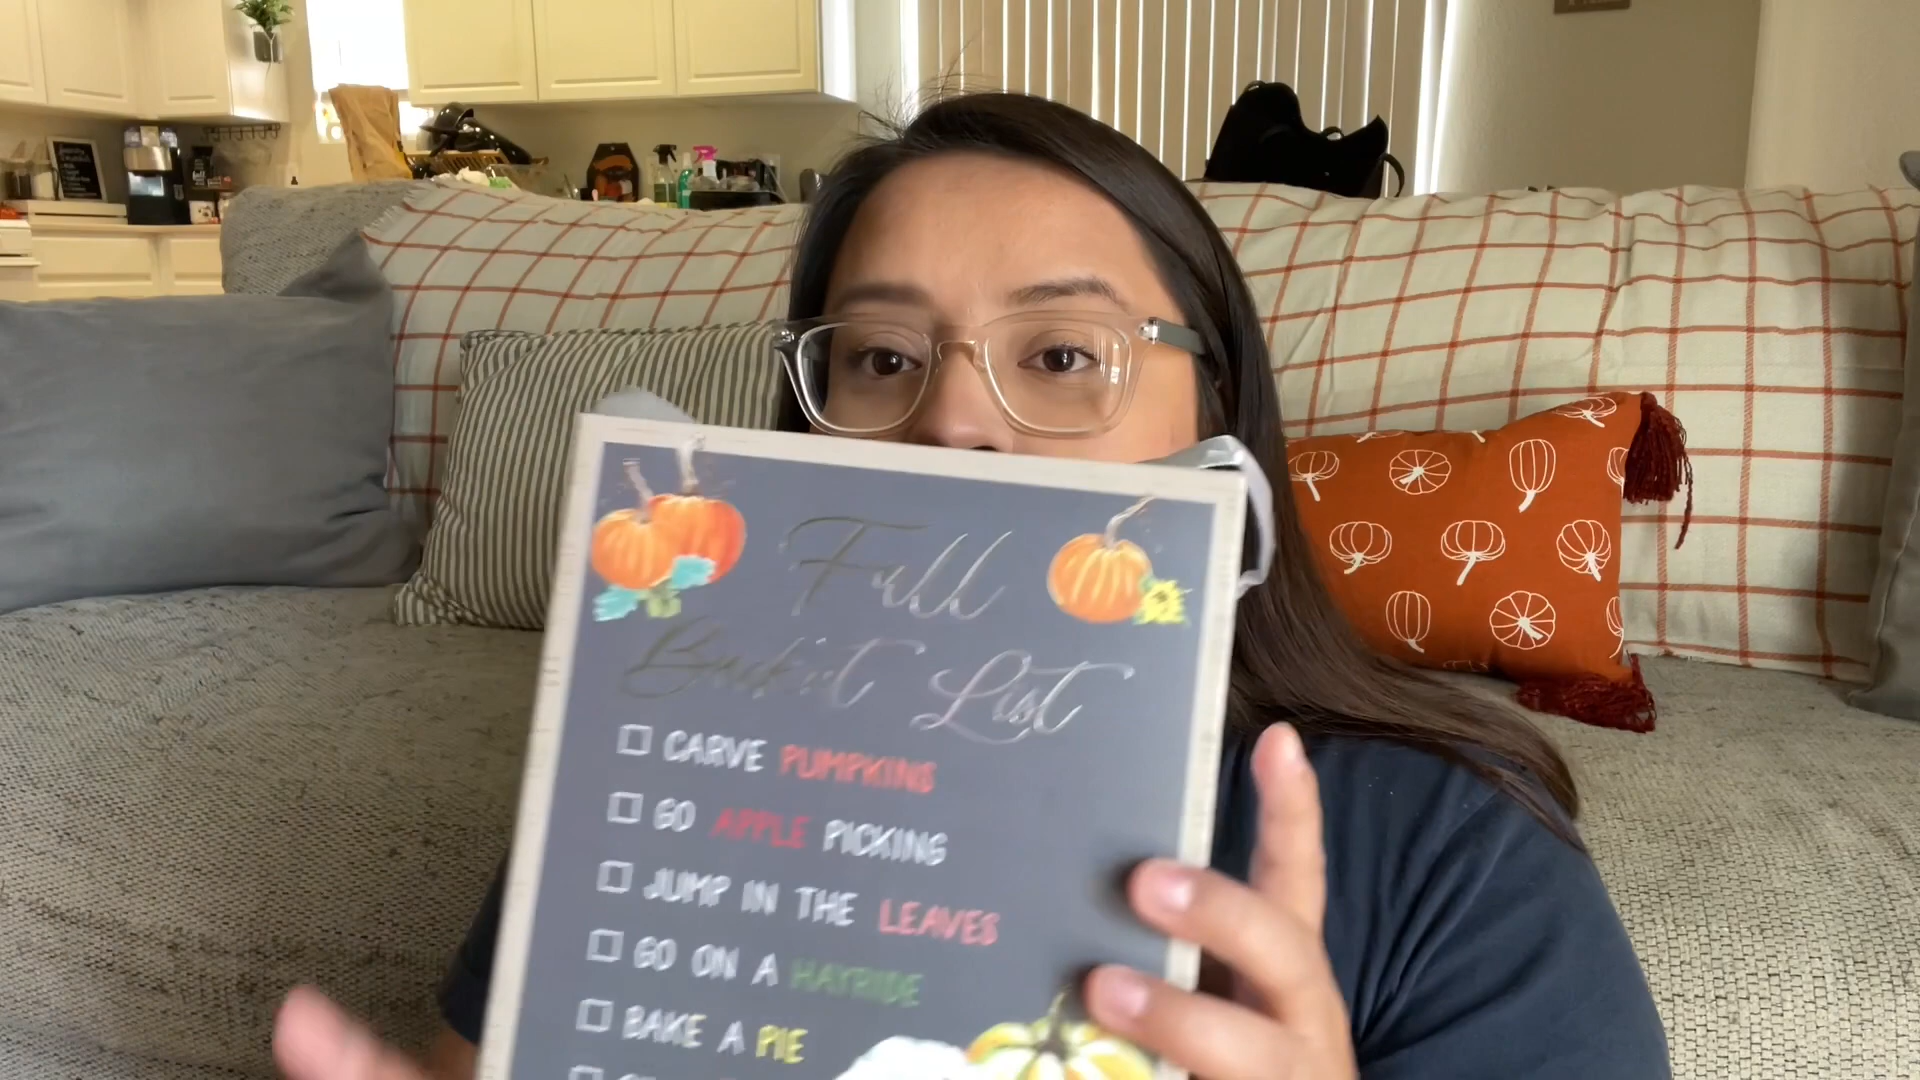 Fall
Bucket List
CARVE PUMPKINS
GO APPLE PICKING
JUMP IN THE LEAVES
GO ON A HAYRIDE
BAKE A PIE